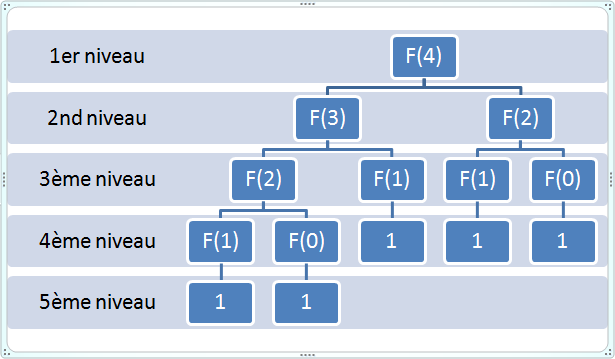 1er niveau F(4)
2nd niveau F(3) F(2)
3ème niveau F(2) F(1) F(1) F(0)
4ème niveau F(1) F(0) 1 1 1
5ème niveau 1 1